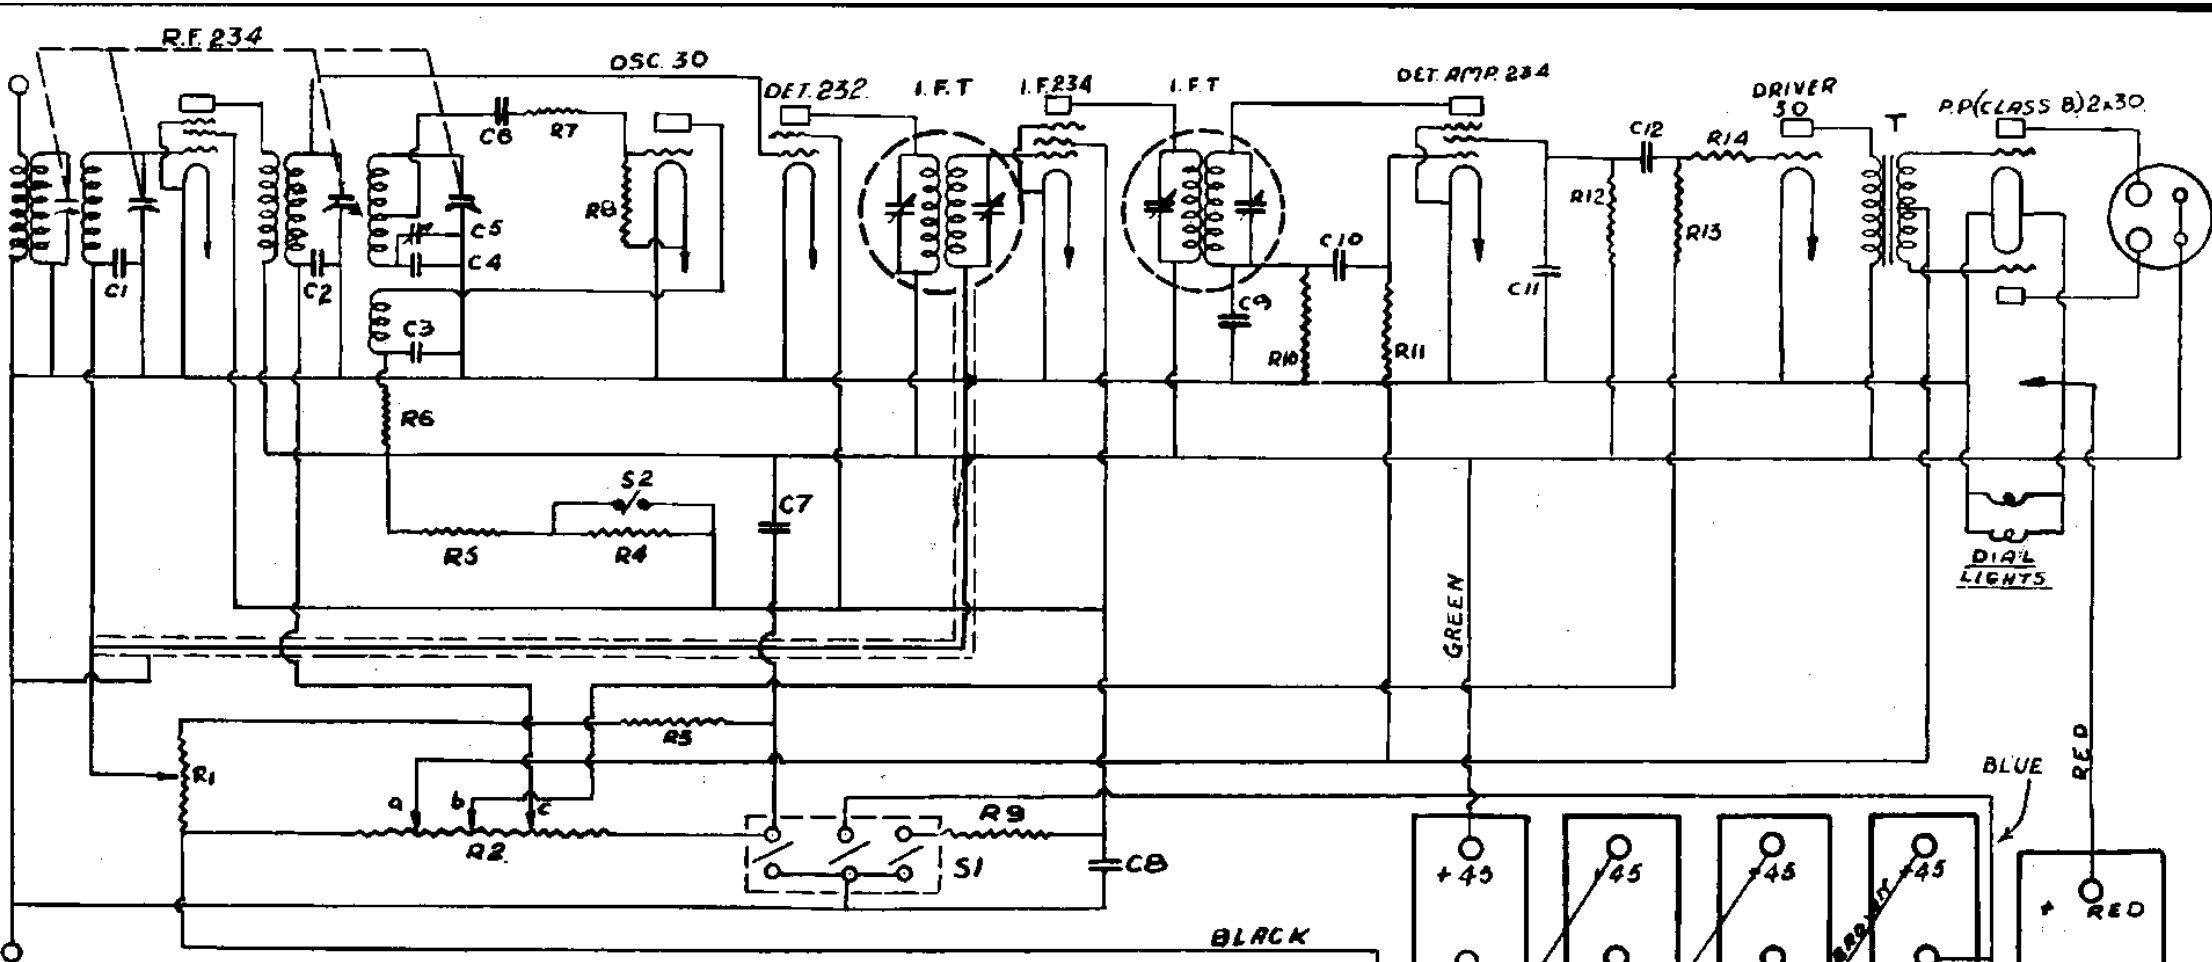 R.F. 234
OSC. 30
DET. 232.
I.F.T
I.F 234
I.F.T
DET. AMP. 234
DRIVER
30
P.P(CLASS B) 2x30.
T
C6
R7
R8
C5
C4
C3
C1
C2
C12
R14
R12
R13
C10
C9
R10
R11
C11
R6
S2
R5
R4
C7
GREEN
DIAL
LIGHTS
R5
R1
a
b
c
R2.
R9
S1
C8
BLUE
RED
+45
+45
+45
+45
+ RED
BLACK